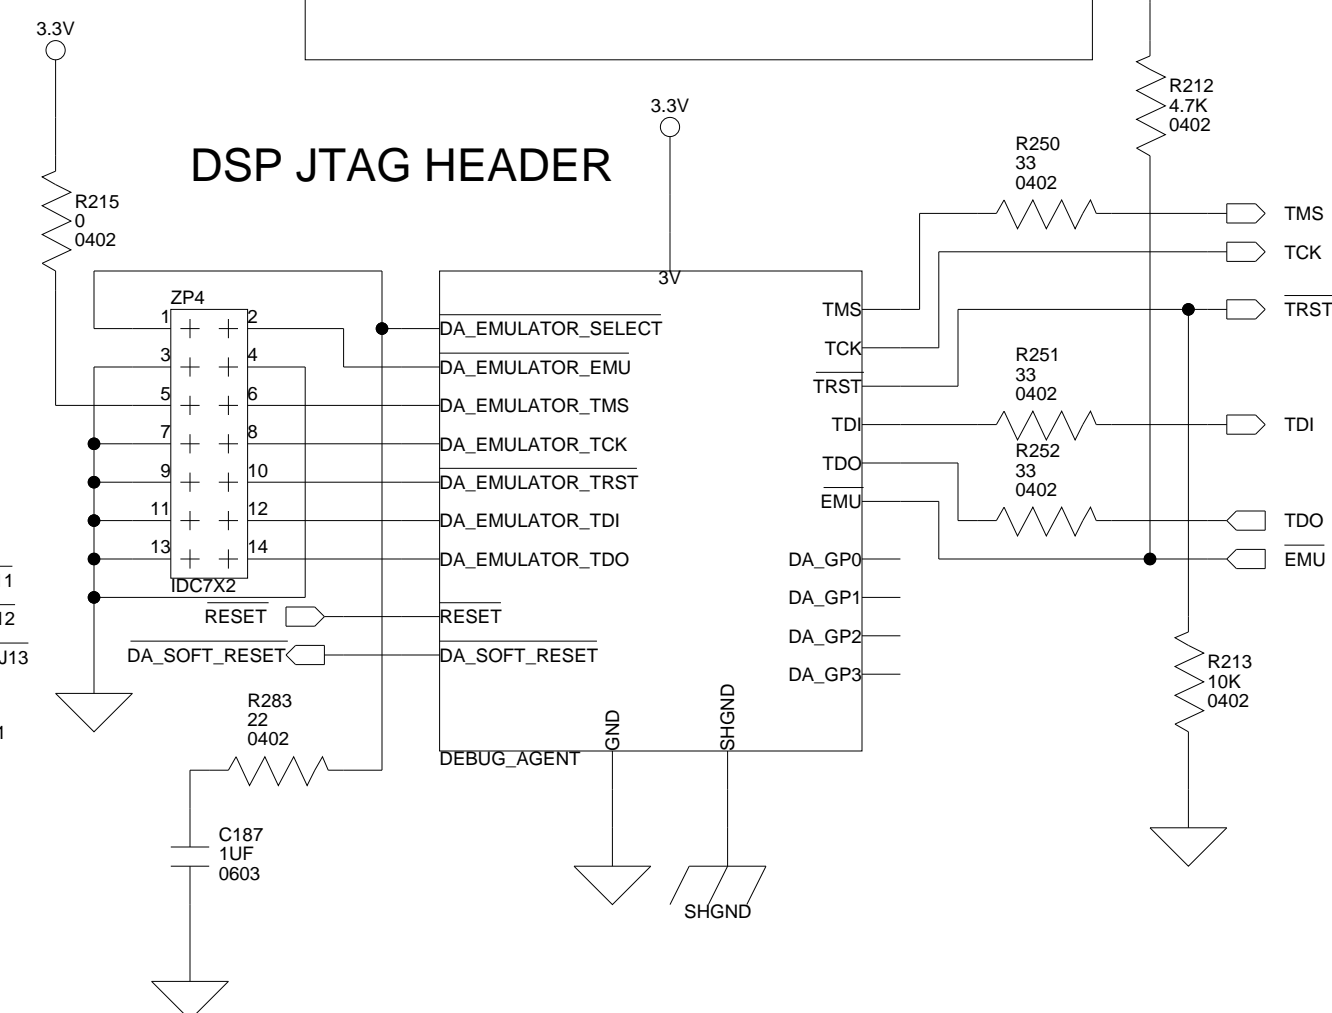 3.3V
3.3V
R212
4.7K
0402
DSP JTAG HEADER
R250
33
0402
R215
0
0402
TMS
TCK
TRST
3V
ZP4
1
2
3
4
5
6
7
8
9
10
11
12
13
14
IDC7X2
DA_EMULATOR_SELECT
DA_EMULATOR_EMU
DA_EMULATOR_TMS
DA_EMULATOR_TCK
DA_EMULATOR_TRST
DA_EMULATOR_TDI
DA_EMULATOR_TDO
RESET
RESET
DA_SOFT_RESET
DA_SOFT_RESET
TMS
TCK
TRST
TDI
TDO
EMU
DA_GP0
DA_GP1
DA_GP2
DA_GP3
R251
33
0402
TDI
R252
33
0402
TDO
EMU
1
12
J13
R283
22
0402
GND
SHGND
DEBUG_AGENT
R213
10K
0402
C187
1UF
0603
SHGND